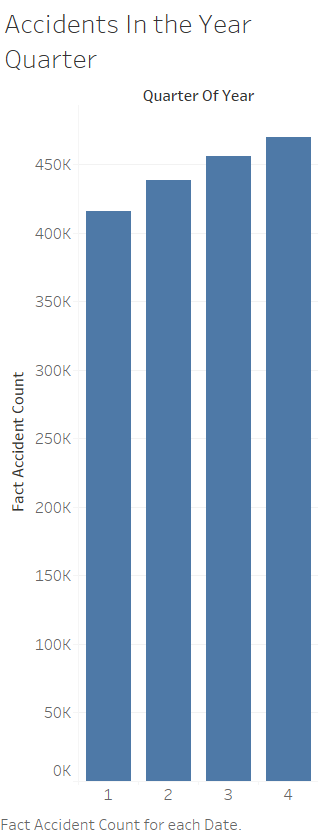 Accidents In the Year
Quarter
Quarter Of Year
450K
400K
350K
300K
250K
200K
150K
100K
50K
0K
Fact Accident Count
1 2 3 4
Fact Accident Count for each Date.